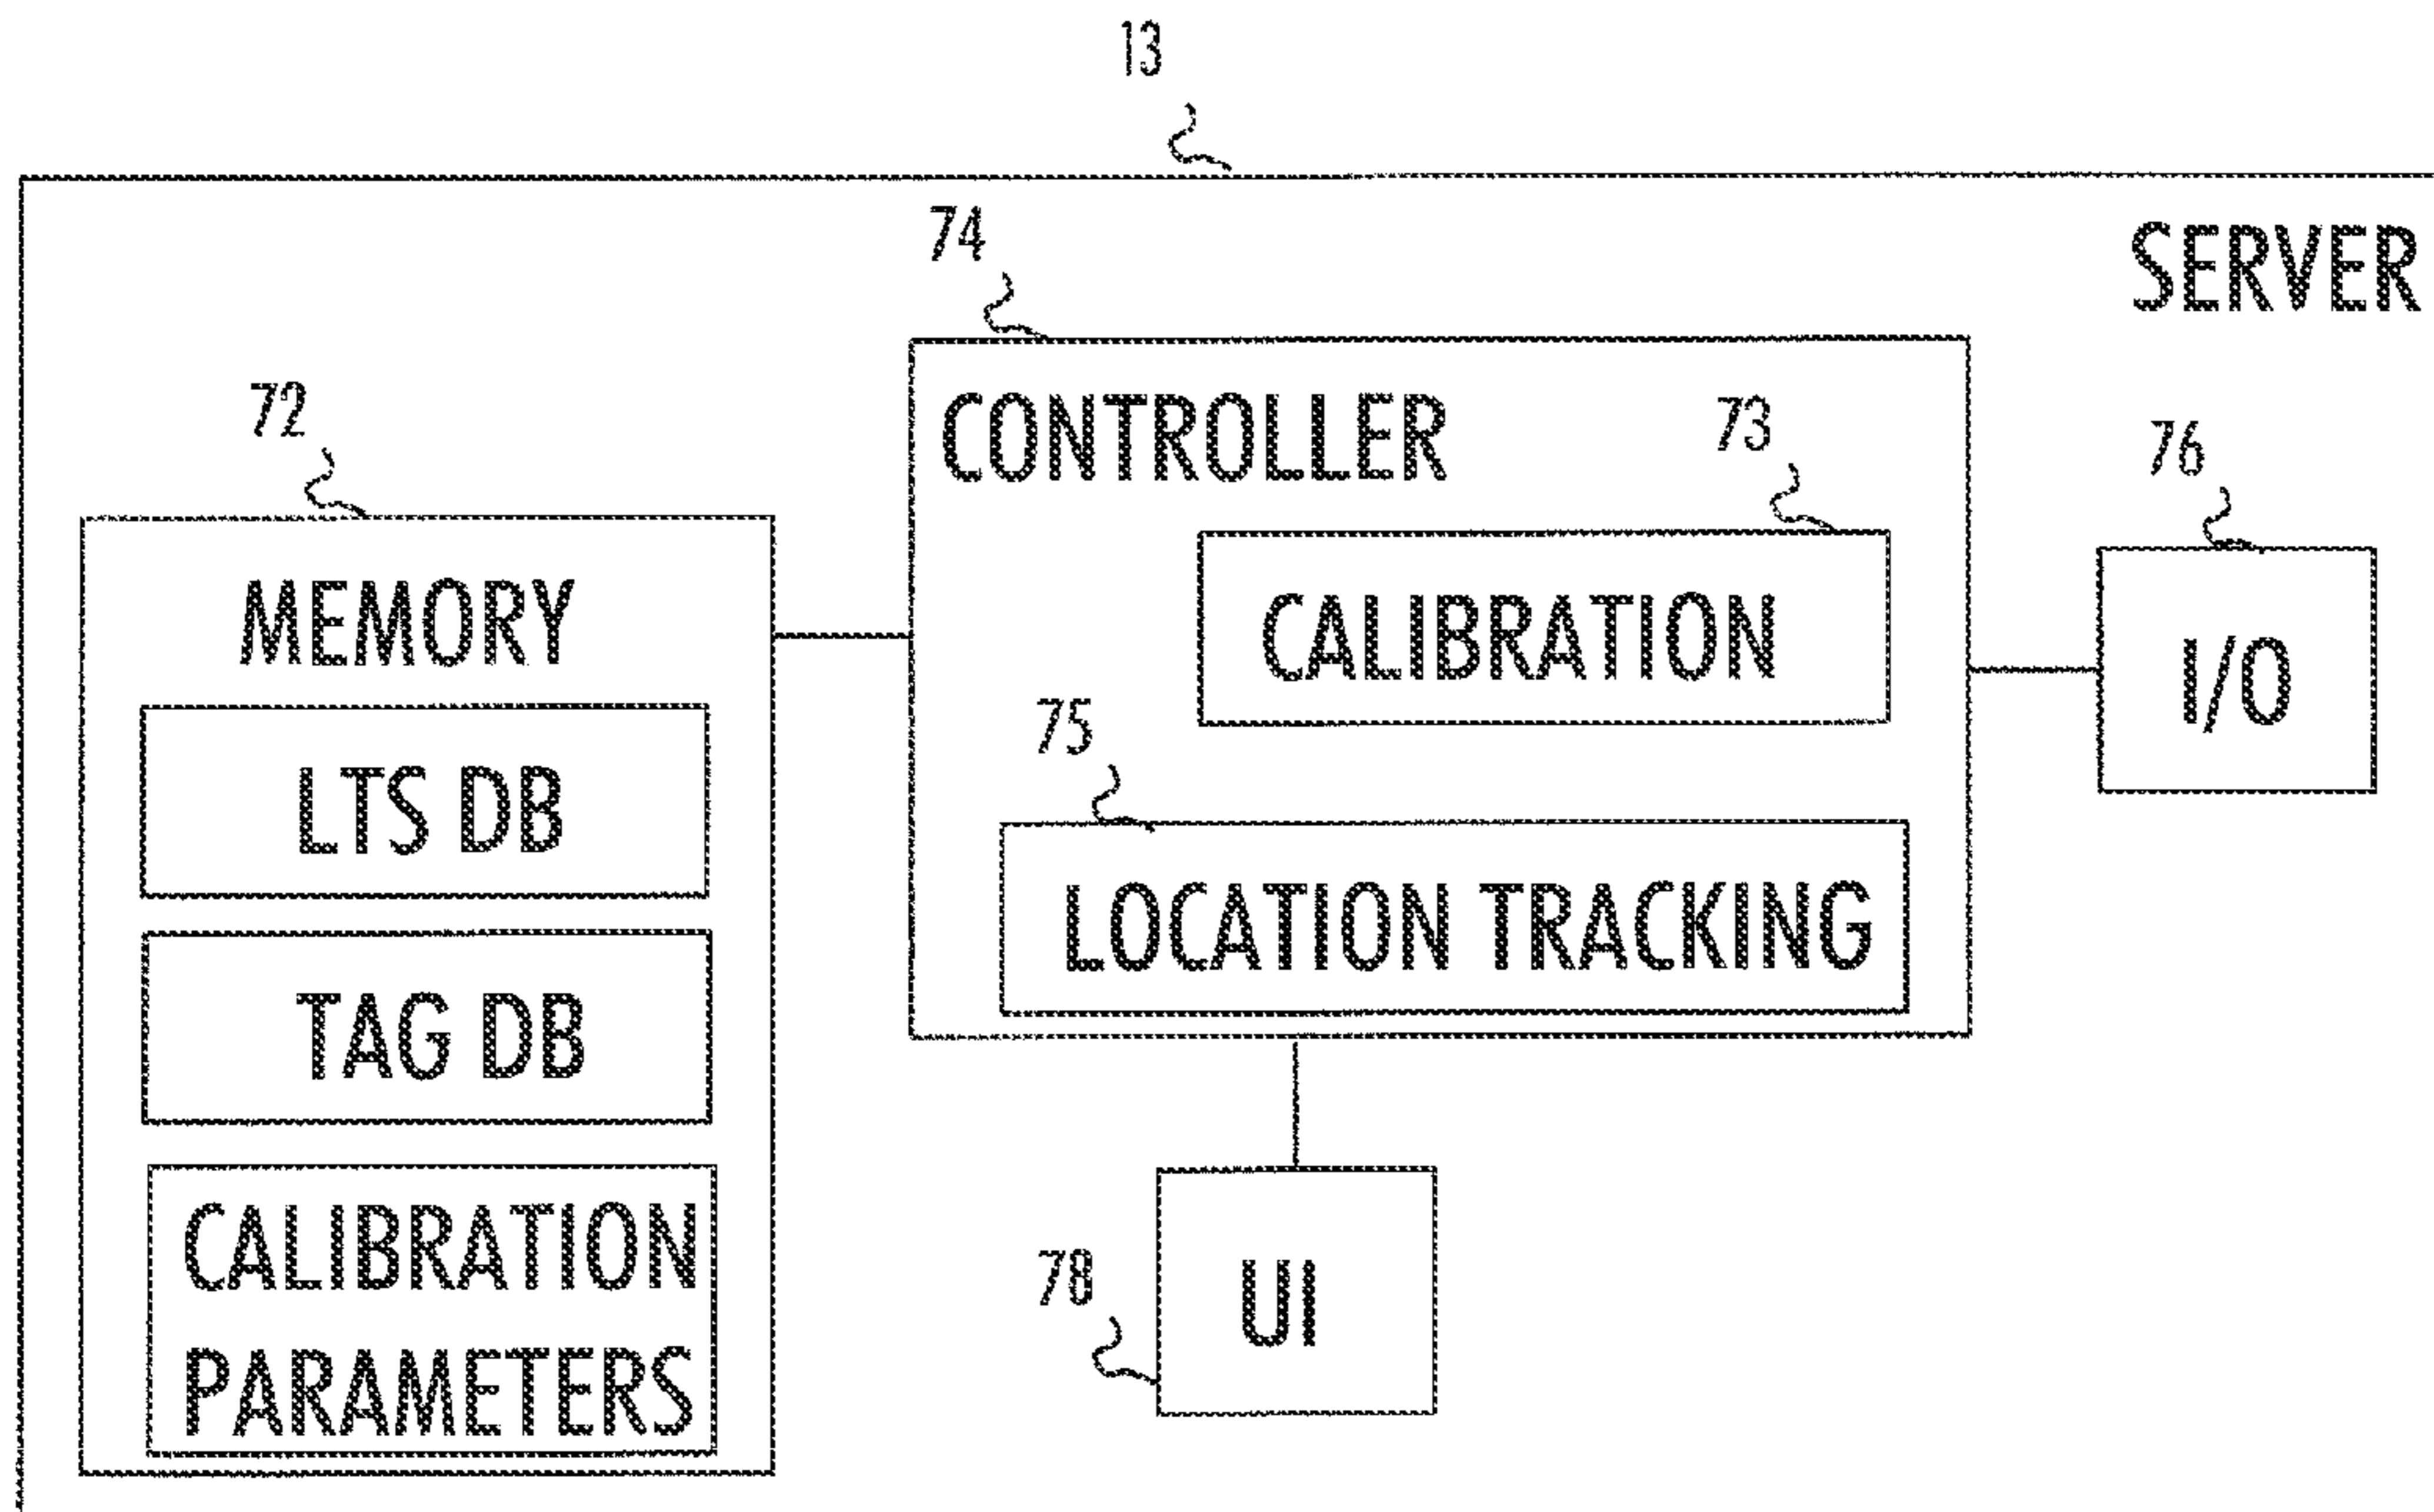 13
SERVER
74
CONTROLLER
72
73
76
MEMORY
CALIBRATION
I/O
LTS DB
75
LOCATION TRACKING
TAG DB
CALIBRATION
PARAMETERS
78
UI